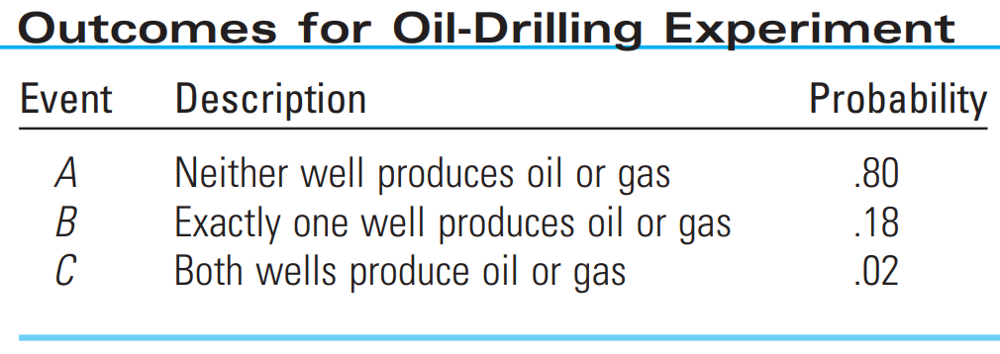 Outcomes for Oil-Drilling Experiment
Event Description Probability
A Neither well produces oil or gas .80
B Exactly one well produces oil or gas .18
C Both wells produce oil or gas .02